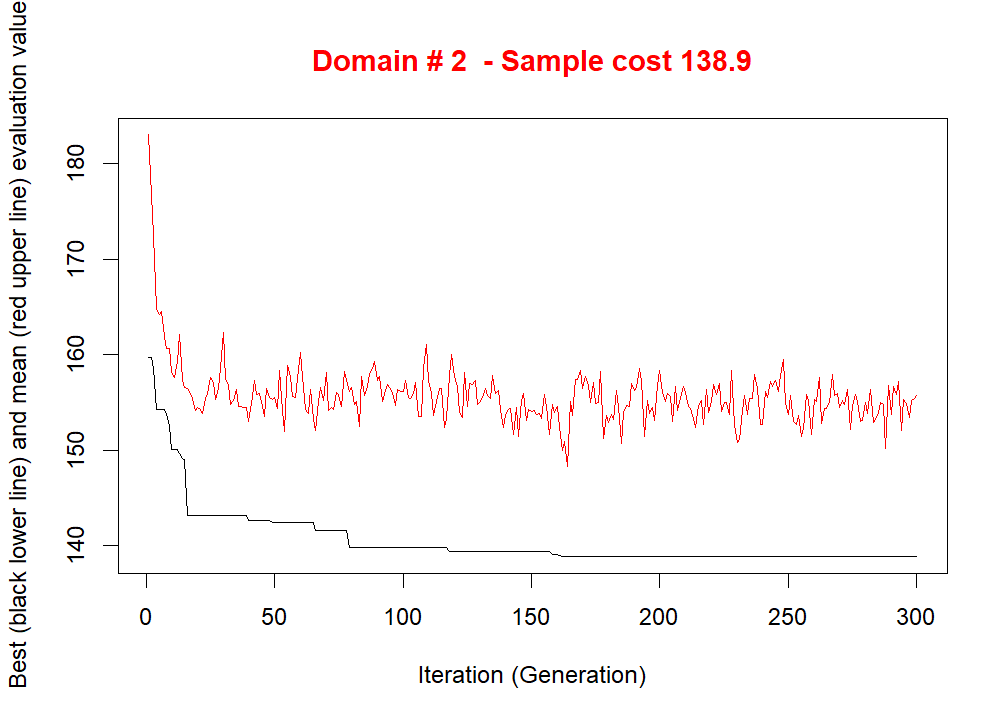 Domain # 2  - Sample cost 138.9
Best (black lower line) and mean (red upper line) evaluation value
180
170
160
150
140
0 50 100 150 200 250 300
Iteration (Generation)